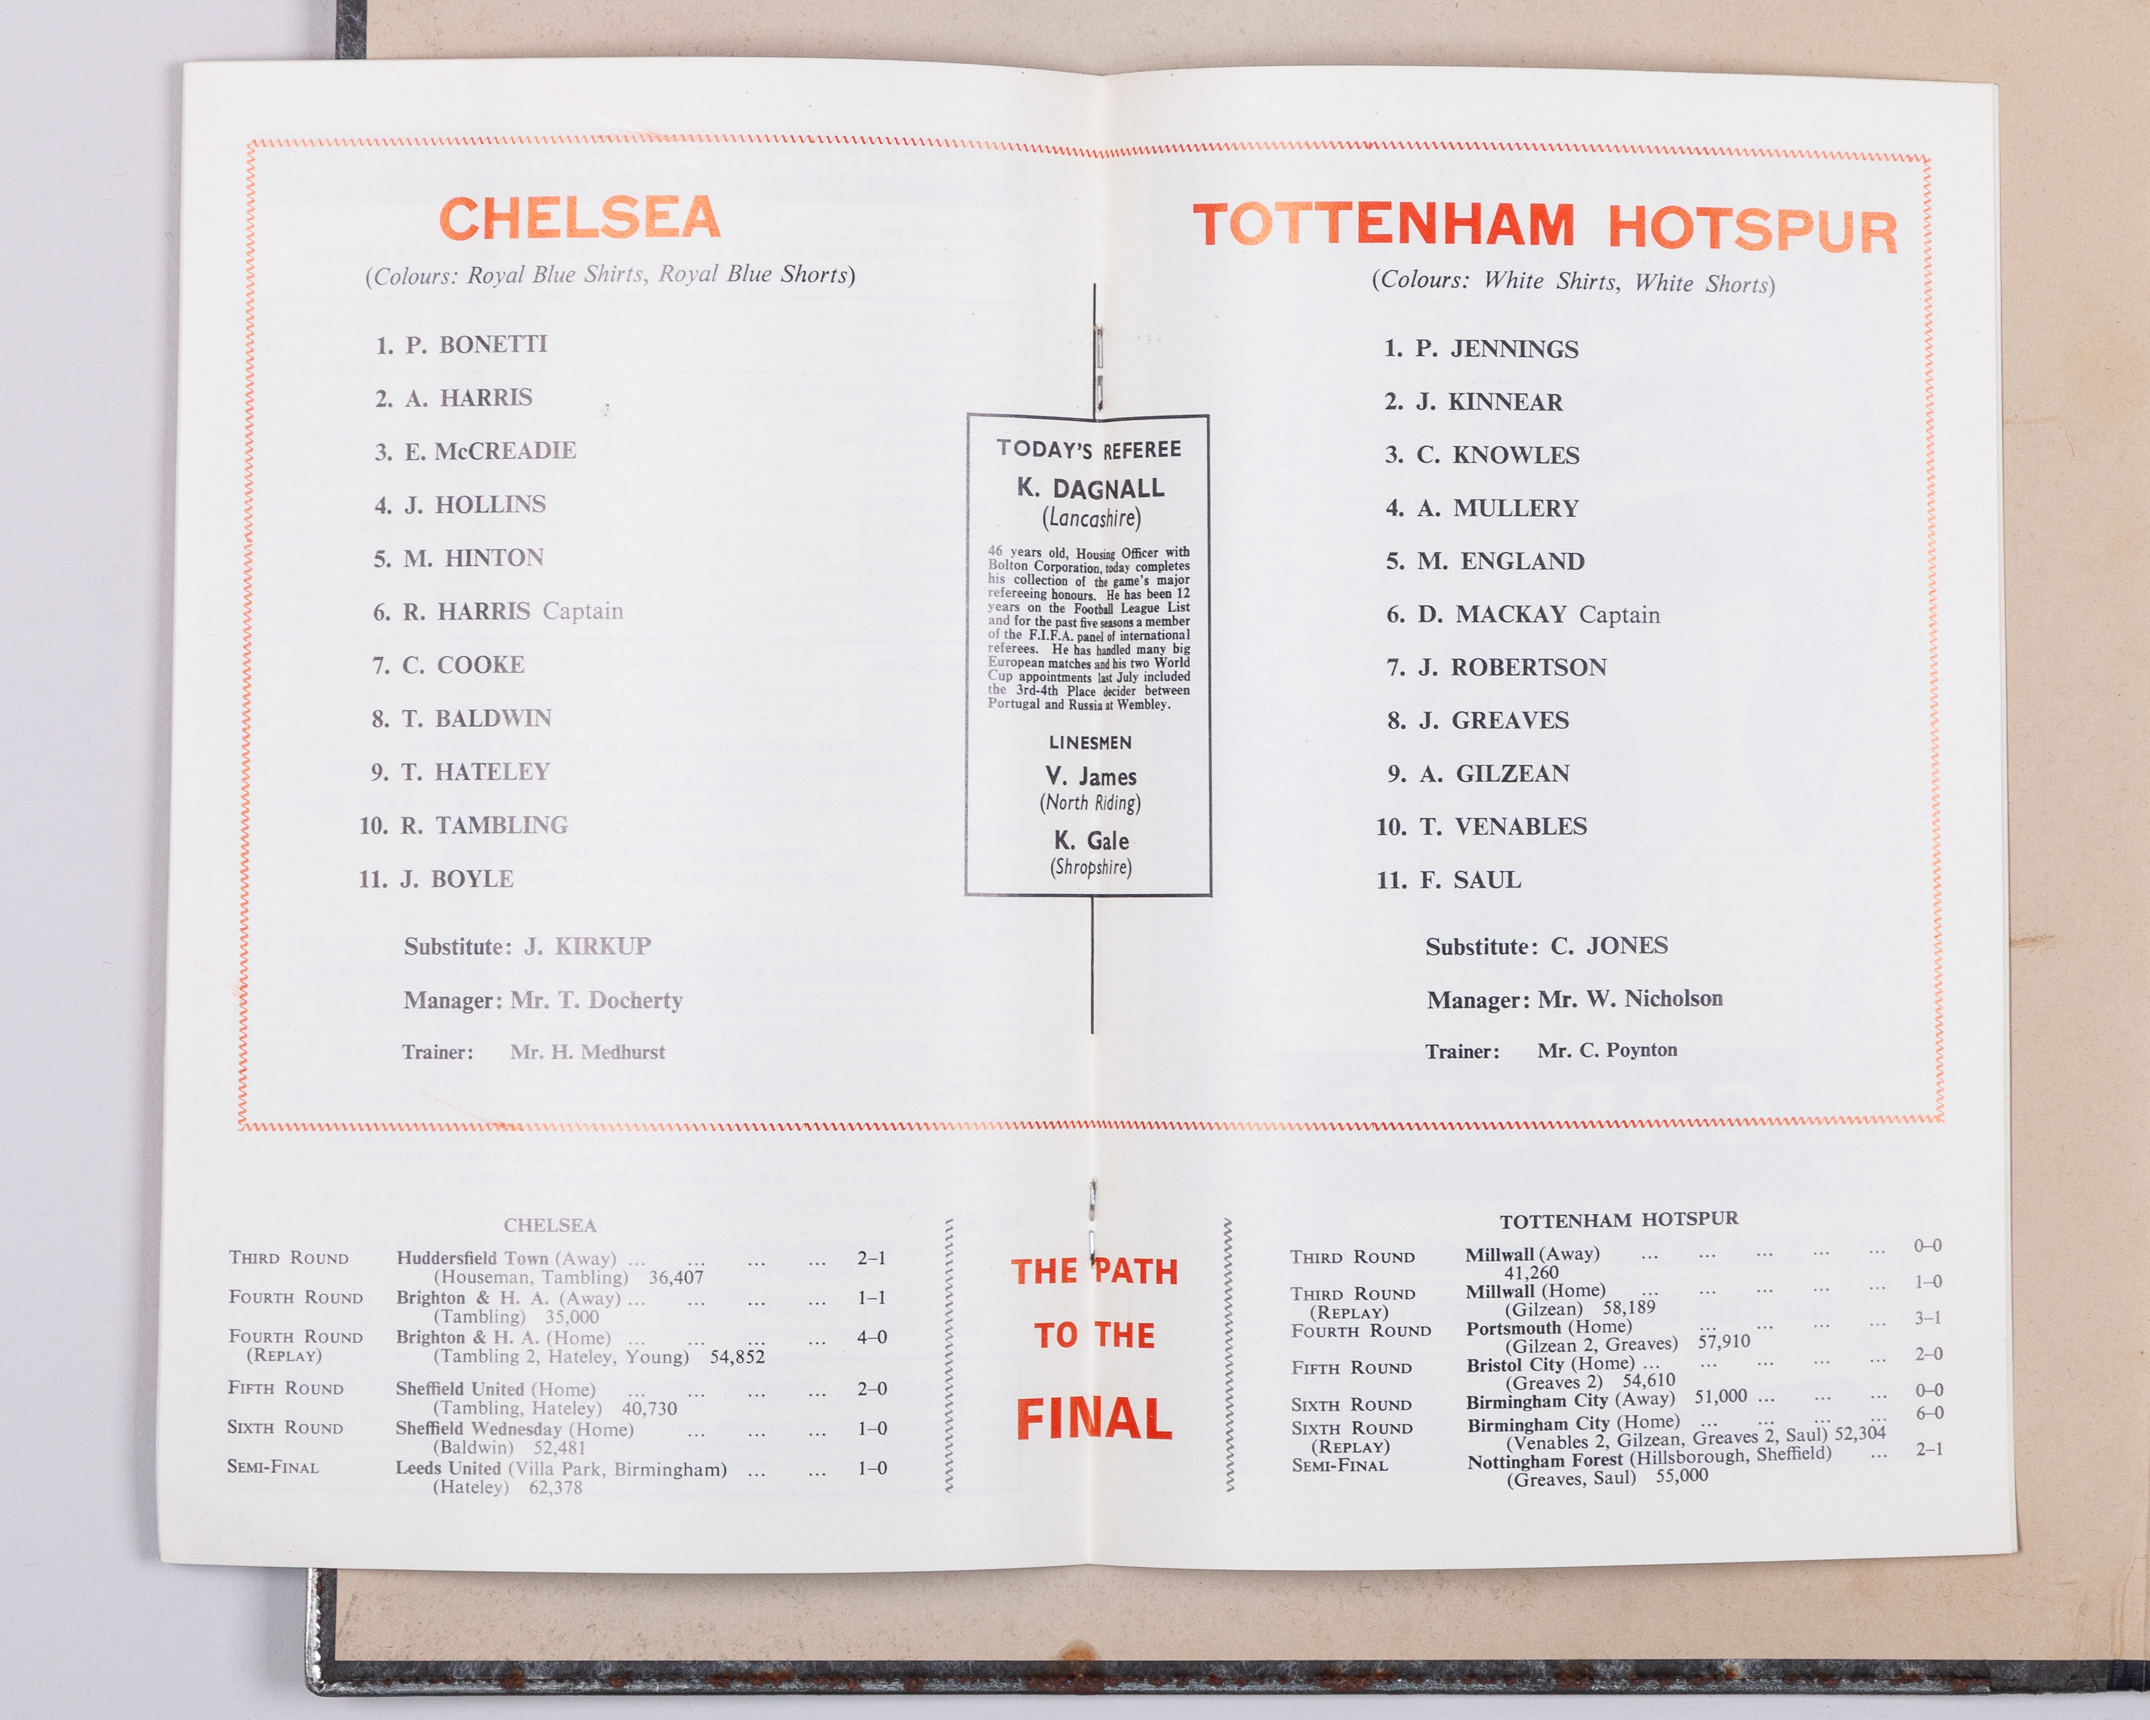 CHELSEA
(Colours: Royal Blue Shirts, Royal Blue Shorts)
1. P. BONETTI
2. A. HARRIS
3. E. McCREADIE
4. J. HOLLINS
5. M. HINTON
6. R. HARRIS Captain
7. C. COOKE
8. T. BALDWIN
9. T. HATELEY
10. R. TAMBLING
11. J. BOYLE
Substitute: J. KIRKUP
Manager: Mr. T. Docherty
Trainer: Mr. H. Medhurst
TODAY'S REFEREE
K. DAGNALL
(Lancashire)
46 years old, Housing Officer with
Bolton Corporation, today completes
his collection of the game's major
refereeing honours. He has been 12
years on the Football League List
and for the past five seasons a member
of the F.I.F.A. panel of international
referees. He has handled many big
European matches and his two World
Cup appointments last July included
the 3rd-4th Place decider between
Portugal and Russia at Wembley.
LINESMEN
V. James
(North Riding)
K. Gale
(Shropshire)
TOTTENHAM HOTSPUR
(Colours: White Shirts, White Shorts)
1. P. JENNINGS
2. J. KINNEAR
3. C. KNOWLES
4. A. MULLERY
5. M. ENGLAND
6. D. MACKAY Captain
7. J. ROBERTSON
8. J. GREAVES
9. A. GILZEAN
10. T. VENABLES
11. F. SAUL
Substitute: C. JONES
Manager: Mr. W. Nicholson
Trainer: Mr. C. Poynton
CHELSEA
THIRD ROUND Huddersfield Town (Away) ... ... ... ... 2–1
(Houseman, Tambling) 36,407
FOURTH ROUND Brighton & H. A. (Away) ... ... ... ... 1–1
(Tambling) 35,000
FOURTH ROUND Brighton & H. A. (Home) ... ... ... ... 4–0
(REPLAY) (Tambling 2, Hateley, Young) 54,852
FIFTH ROUND Sheffield United (Home) ... ... ... ... 2–0
(Tambling, Hateley) 40,730
SIXTH ROUND Sheffield Wednesday (Home) ... ... ... 1–0
(Baldwin) 52,481
SEMI-FINAL Leeds United (Villa Park, Birmingham) ... ... 1–0
(Hateley) 62,378
THE PATH
TO THE
FINAL
TOTTENHAM HOTSPUR
THIRD ROUND Millwall (Away) ... ... ... ... ... 0–0
41,260
THIRD ROUND Millwall (Home) ... ... ... ... ... 1–0
(REPLAY) (Gilzean) 58,189
FOURTH ROUND Portsmouth (Home) ... ... ... ... 3–1
(Gilzean 2, Greaves) 57,910
FIFTH ROUND Bristol City (Home) ... ... ... ... ... 2–0
(Greaves 2) 54,610
SIXTH ROUND Birmingham City (Away) 51,000 ... ... ... 0–0
SIXTH ROUND Birmingham City (Home) ... ... ... ... 6–0
(REPLAY) (Venables 2, Gilzean, Greaves 2, Saul) 52,304
SEMI-FINAL Nottingham Forest (Hillsborough, Sheffield) ... 2–1
(Greaves, Saul) 55,000